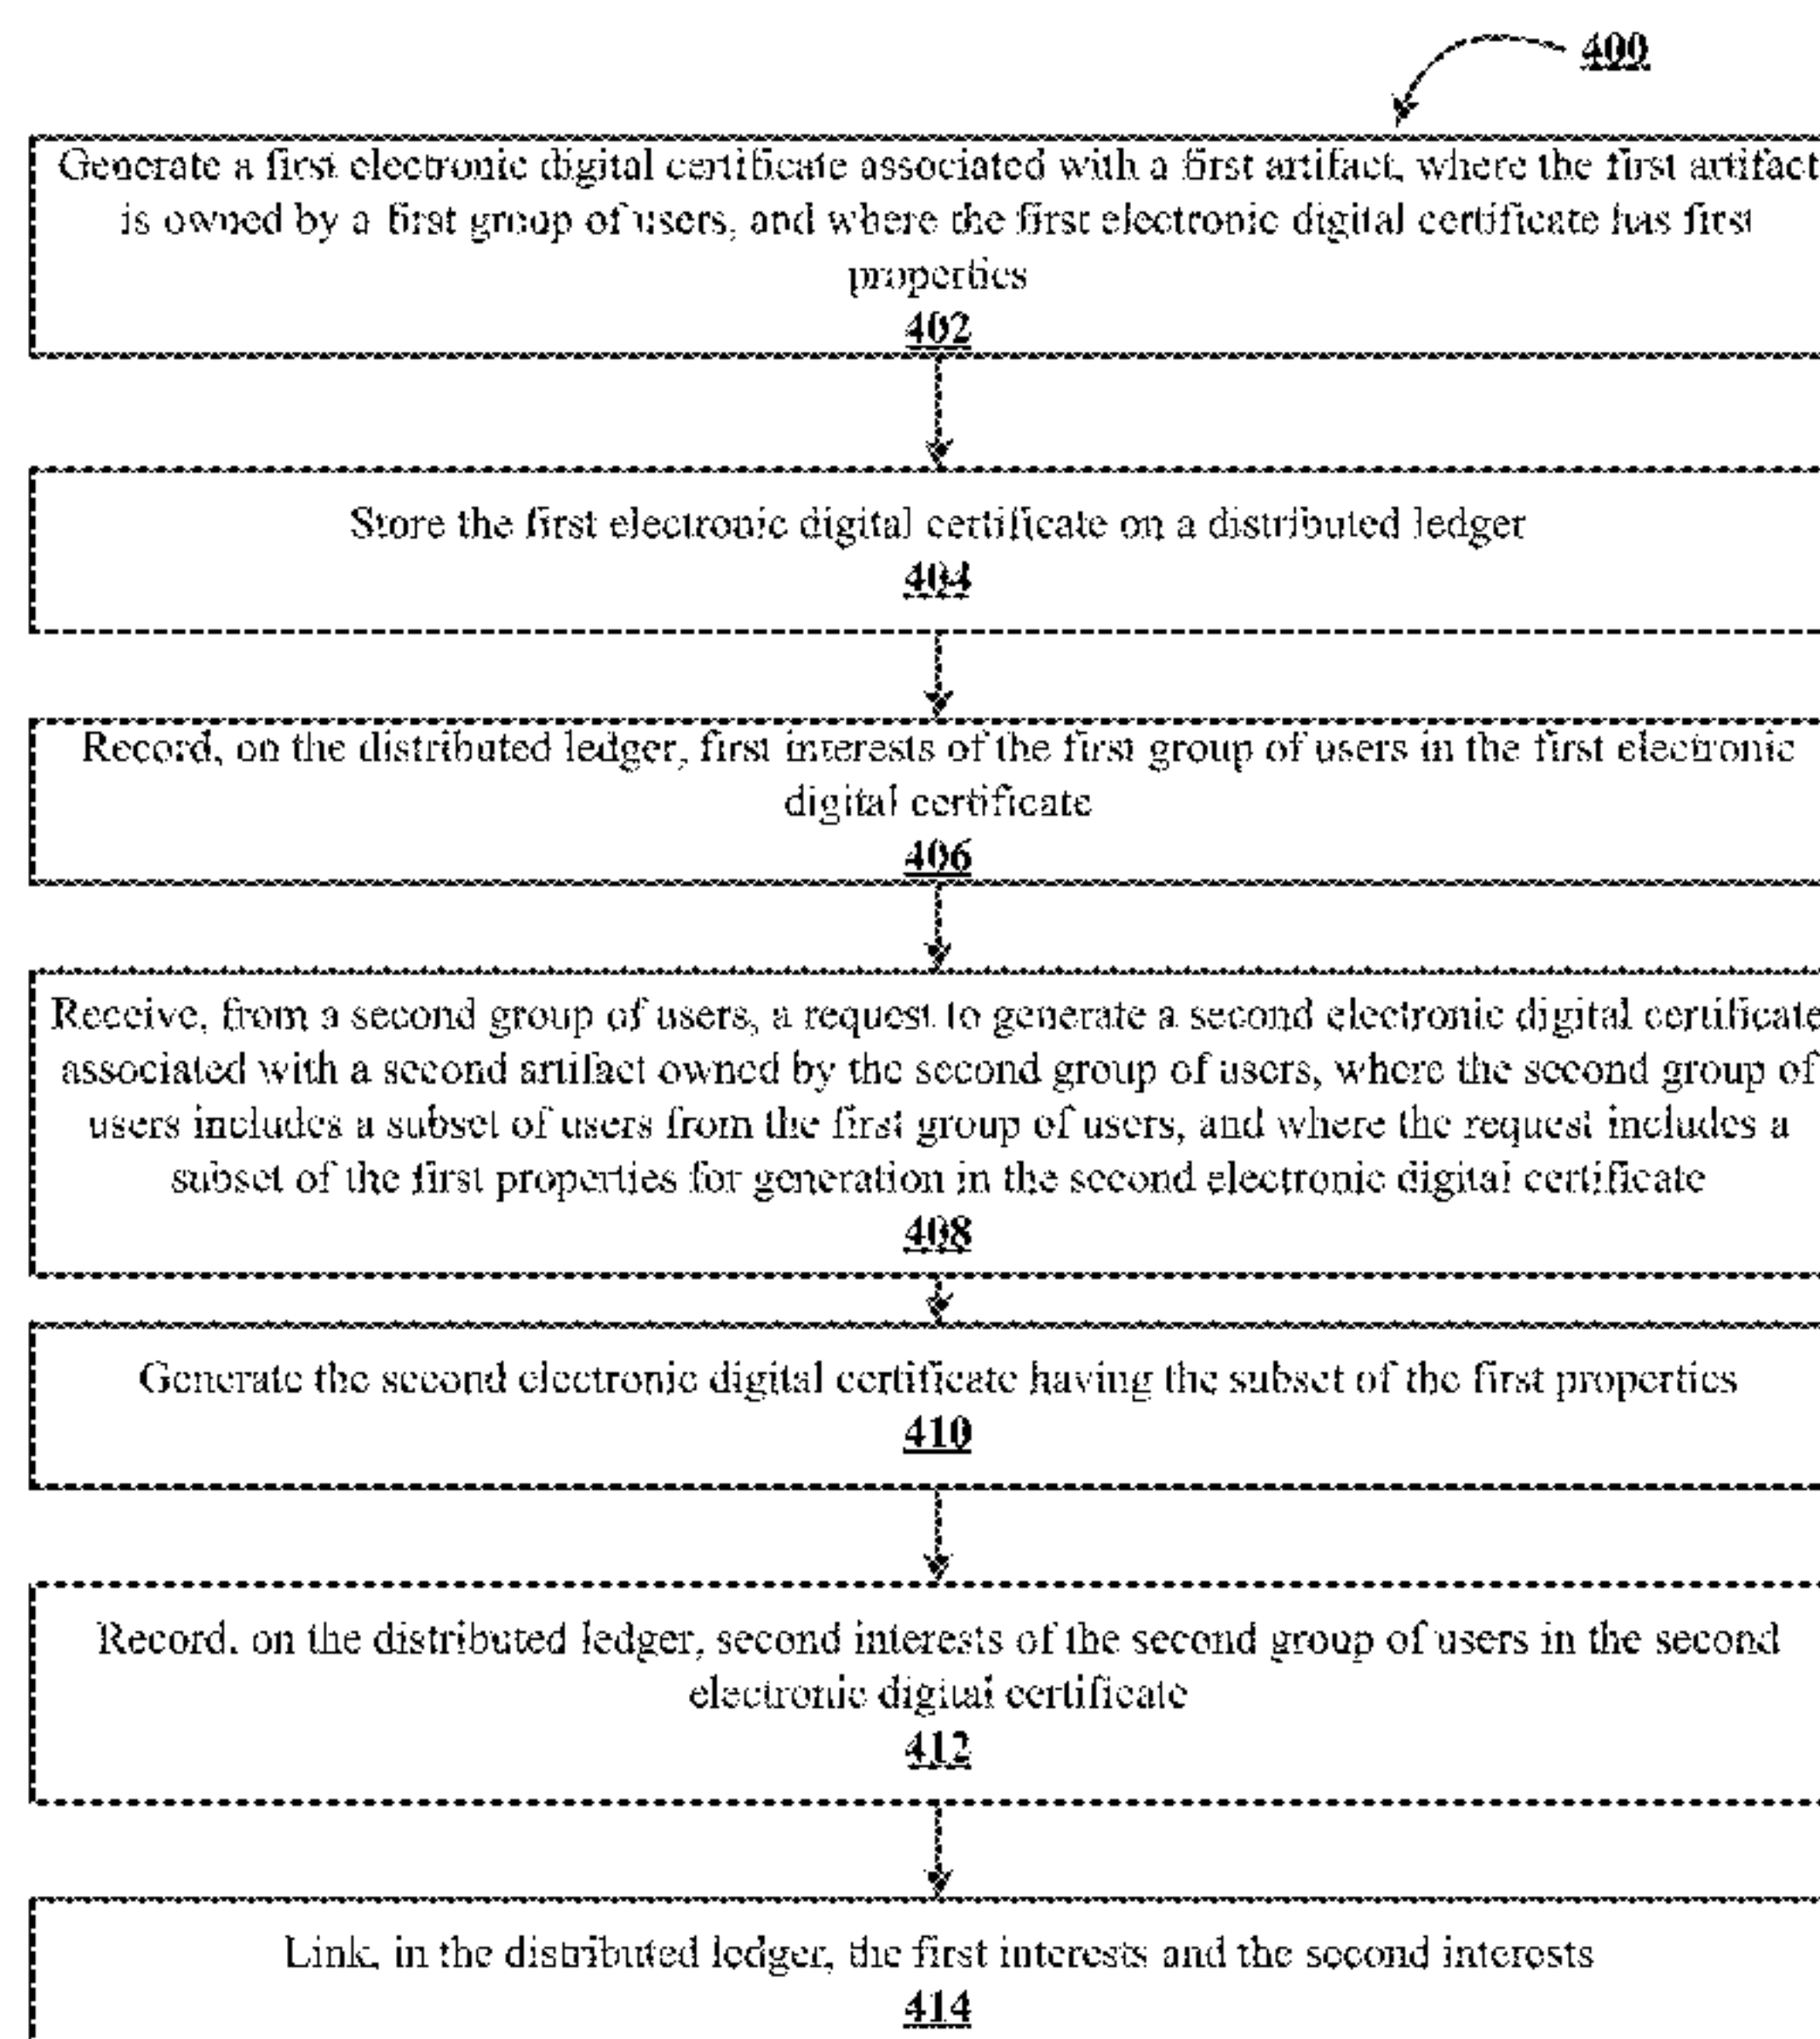 400
Generate a first electronic digital certificate associated with a first artifact, where the first artifact
is owned by a first group of users, and where the first electronic digital certificate has first
properties
402
Store the first electronic digital certificate on a distributed ledger
404
Record, on the distributed ledger, first interests of the first group of users in the first electronic
digital certificate
406
Receive, from a second group of users, a request to generate a second electronic digital certificate
associated with a second artifact owned by the second group of users, where the second group of
users includes a subset of users from the first group of users, and where the request includes a
subset of the first properties for generation in the second electronic digital certificate
408
Generate the second electronic digital certificate having the subset of the first properties
410
Record, on the distributed ledger, second interests of the second group of users in the second
electronic digital certificate
412
Link, in the distributed ledger, the first interests and the second interests
414